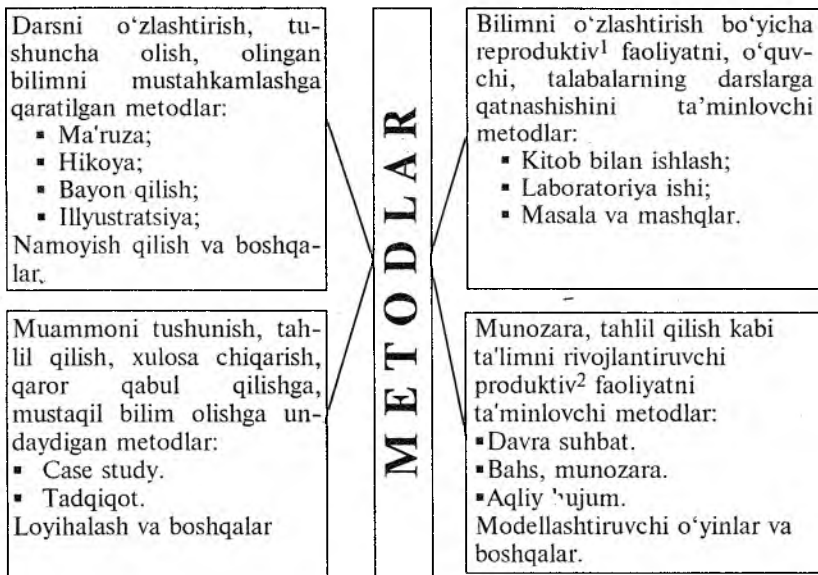 Darsni o‘zlashtirish, tu-
shuncha olish, olingan
bilimni mustahkamlashga
qaratilgan metodlar:
▪ Ma'ruza;
▪ Hikoya;
▪ Bayon qilish;
▪ Illyustratsiya;
Namoyish qilish va boshqa-
lar.
Muammoni tushunish, tah-
lil qilish, xulosa chiqarish,
qaror qabul qilishga,
mustaqil bilim olishga un-
daydigan metodlar:
▪ Case study.
▪ Tadqiqot.
Loyihalash va boshqalar
METODLAR
Bilimni o‘zlashtirish bo‘yicha
reproduktiv¹ faoliyatni, o‘quv-
chi, talabalarning darslarga
qatnashishini ta’minlovchi
metodlar:
▪ Kitob bilan ishlash;
▪ Laboratoriya ishi;
▪ Masala va mashqlar.
Munozara, tahlil qilish kabi
ta'limni rivojlantiruvchi
produktiv² faoliyatni
ta'minlovchi metodlar:
▪Davra suhbat.
▪Bahs, munozara.
▪Aqliy hujum.
Modellashtiruvchi o‘yinlar va
boshqalar.